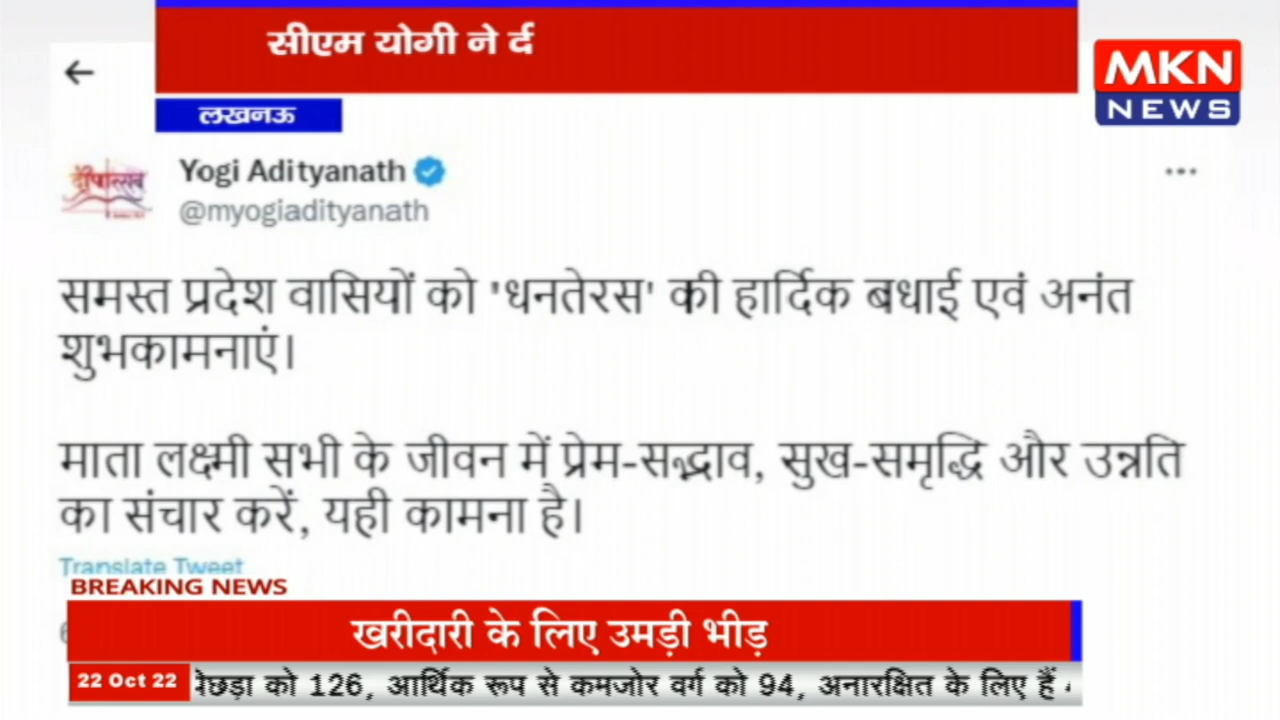 सीएम योगी ने र्द
MKN
NEWS
लखनऊ
दीपोत्सव
Yogi Adityanath
@myogiadityanath
समस्त प्रदेश वासियों को 'धनतेरस' की हार्दिक बधाई एवं अनंत
शुभकामनाएं।
माता लक्ष्मी सभी के जीवन में प्रेम-सद्भाव, सुख-समृद्धि और उन्नति
का संचार करें, यही कामना है।
Translate Tweet
BREAKING NEWS
खरीदारी के लिए उमड़ी भीड़
22 Oct 22 को 126, आर्थिक रूप से कमजोर वर्ग को 94, अनारक्षित के लिए हैं